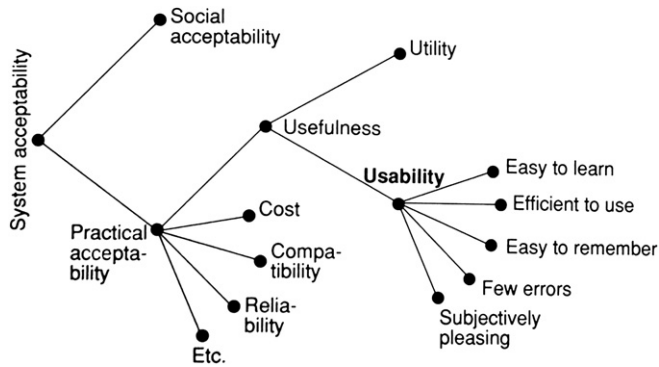 System acceptability
Social
acceptability
Utility
Usefulness
Usability
Easy to learn
Efficient to use
Easy to remember
Few errors
Subjectively
pleasing
Practical
accepta-
bility
Cost
Compa-
tibility
Relia-
bility
Etc.